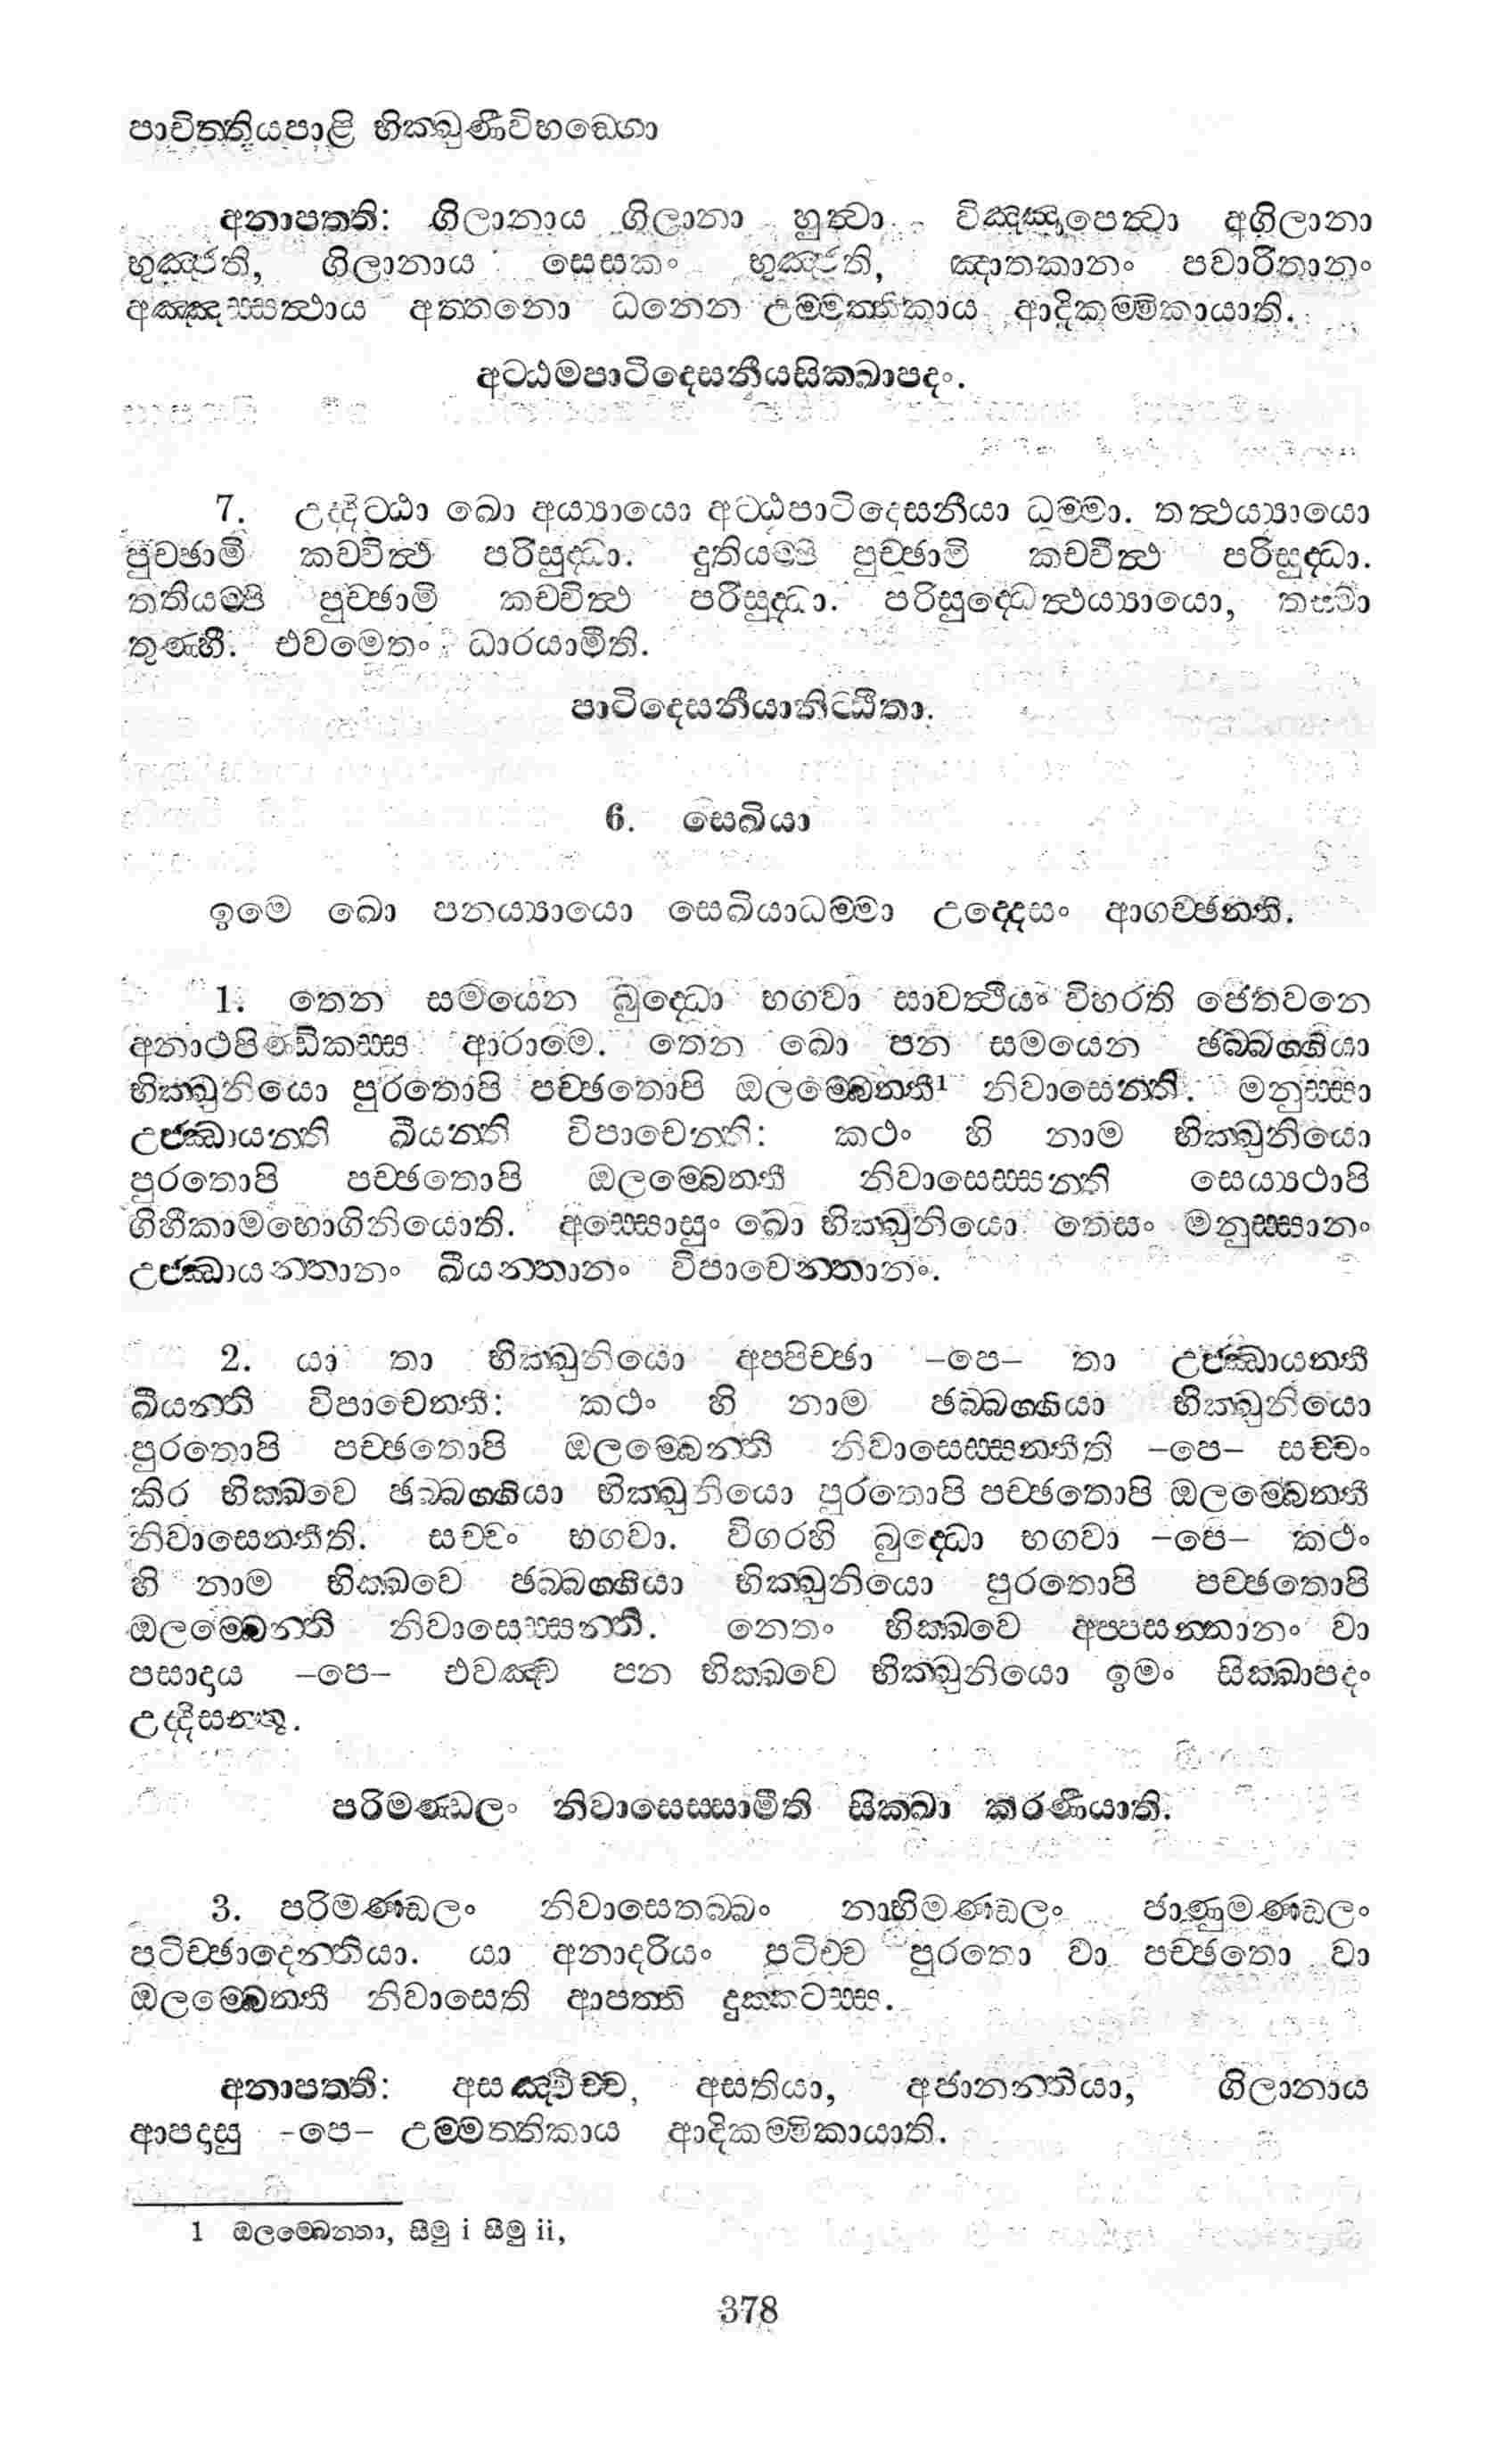 පාචිත්තියපාළි භික්ඛුණීවිභඞ්ගො
අනාපත්ති: ගිලානාය ගිලානා හුත්වා විඤ්ඤාපෙත්වා අගිලානා
භුඤ්ජති, ගිලානාය සෙසකං භුඤ්ජති, ඤාතකානං පවාරිතානං
අඤ්ඤස්සත්ථාය අත්තනො ධනෙන උම්මත්තිකාය ආදිකම්මිකායාති.
අට්ඨමපාටිදෙසනීයසික්ඛාපදං.
7. උද්දිට්ඨා ඛො අය්‍යායො අට්ඨපාටිදෙසනීයා ධම්මා. තත්ථය්‍යායො
පුච්ඡාමි කච්චිත්ථ පරිසුද්ධා. දුතියම්පි පුච්ඡාමි කච්චිත්ථ පරිසුද්ධා.
තතියම්පි පුච්ඡාමි කච්චිත්ථ පරිසුද්ධා. පරිසුද්ධෙත්ථය්‍යායො, තස්මා
තුණ්හී. එවමෙතං ධාරයාමීති.
පාටිදෙසනීයානිට්ඨිතා.
6. සෙඛියා
ඉමෙ ඛො පනය්‍යායො සෙඛියාධම්මා උද්දෙසං ආගච්ඡන්ති.
1. තෙන සමයෙන බුද්ධො භගවා සාවත්ථියං විහරති ජේතවනෙ
අනාථපිණ්ඩිකස්ස ආරාමෙ. තෙන ඛො පන සමයෙන ඡබ්බග්ගියා
භික්ඛුනියො පුරතොපි පච්ඡතොපි ඔලම්බෙන්තී¹ නිවාසෙන්ති. මනුස්සා
උජ්ඣායන්ති ඛීයන්ති විපාචෙන්ති: කථං හි නාම භික්ඛුනියො
පුරතොපි පච්ඡතොපි ඔලම්බෙන්තී නිවාසෙස්සන්ති සෙය්‍යථාපි
ගිහීකාමභොගිනියොති. අස්සොසුං ඛො භික්ඛුනියො තෙසං මනුස්සානං
උජ්ඣායන්තානං ඛීයන්තානං විපාචෙන්තානං.
2. යා තා භික්ඛුනියො අප්පිච්ඡා –පෙ– තා උජ්ඣායන්තී
ඛීයන්ති විපාචෙන්තී: කථං හි නාම ඡබ්බග්ගියා භික්ඛුනියො
පුරතොපි පච්ඡතොපි ඔලම්බෙන්තී නිවාසෙස්සන්තීති –පෙ– සච්චං
කිර භික්ඛවෙ ඡබ්බග්ගියා භික්ඛුනියො පුරතොපි පච්ඡතොපි ඔලම්බෙන්තී
නිවාසෙන්තීති. සච්චං භගවා. විගරහි බුද්ධො භගවා –පෙ– කථං
හි නාම භික්ඛවෙ ඡබ්බග්ගියා භික්ඛුනියො පුරතොපි පච්ඡතොපි
ඔලම්බෙන්තී නිවාසෙස්සන්ති. නෙතං භික්ඛවෙ අප්පසන්නානං වා
පසාදාය –පෙ– එවඤ්ච පන භික්ඛවෙ භික්ඛුනියො ඉමං සික්ඛාපදං
උද්දිසන්තු.
පරිමණ්ඩලං නිවාසෙස්සාමීති සික්ඛා කරණීයාති.
3. පරිමණ්ඩලං නිවාසෙතබ්බං නාභිමණ්ඩලං ජාණුමණ්ඩලං
පටිච්ඡාදෙන්තියා. යා අනාදරියං පටිච්ච පුරතො වා පච්ඡතො වා
ඔලම්බෙන්තී නිවාසෙති ආපත්ති දුක්කටස්ස.
අනාපත්ති: අසඤ්චිච්ච, අසතියා, අජානන්තියා, ගිලානාය
ආපදාසු –පෙ– උම්මත්තිකාය ආදිකම්මිකායාති.
1 ඔලම්බෙන්තා, සීමු i සීමු ii,
378